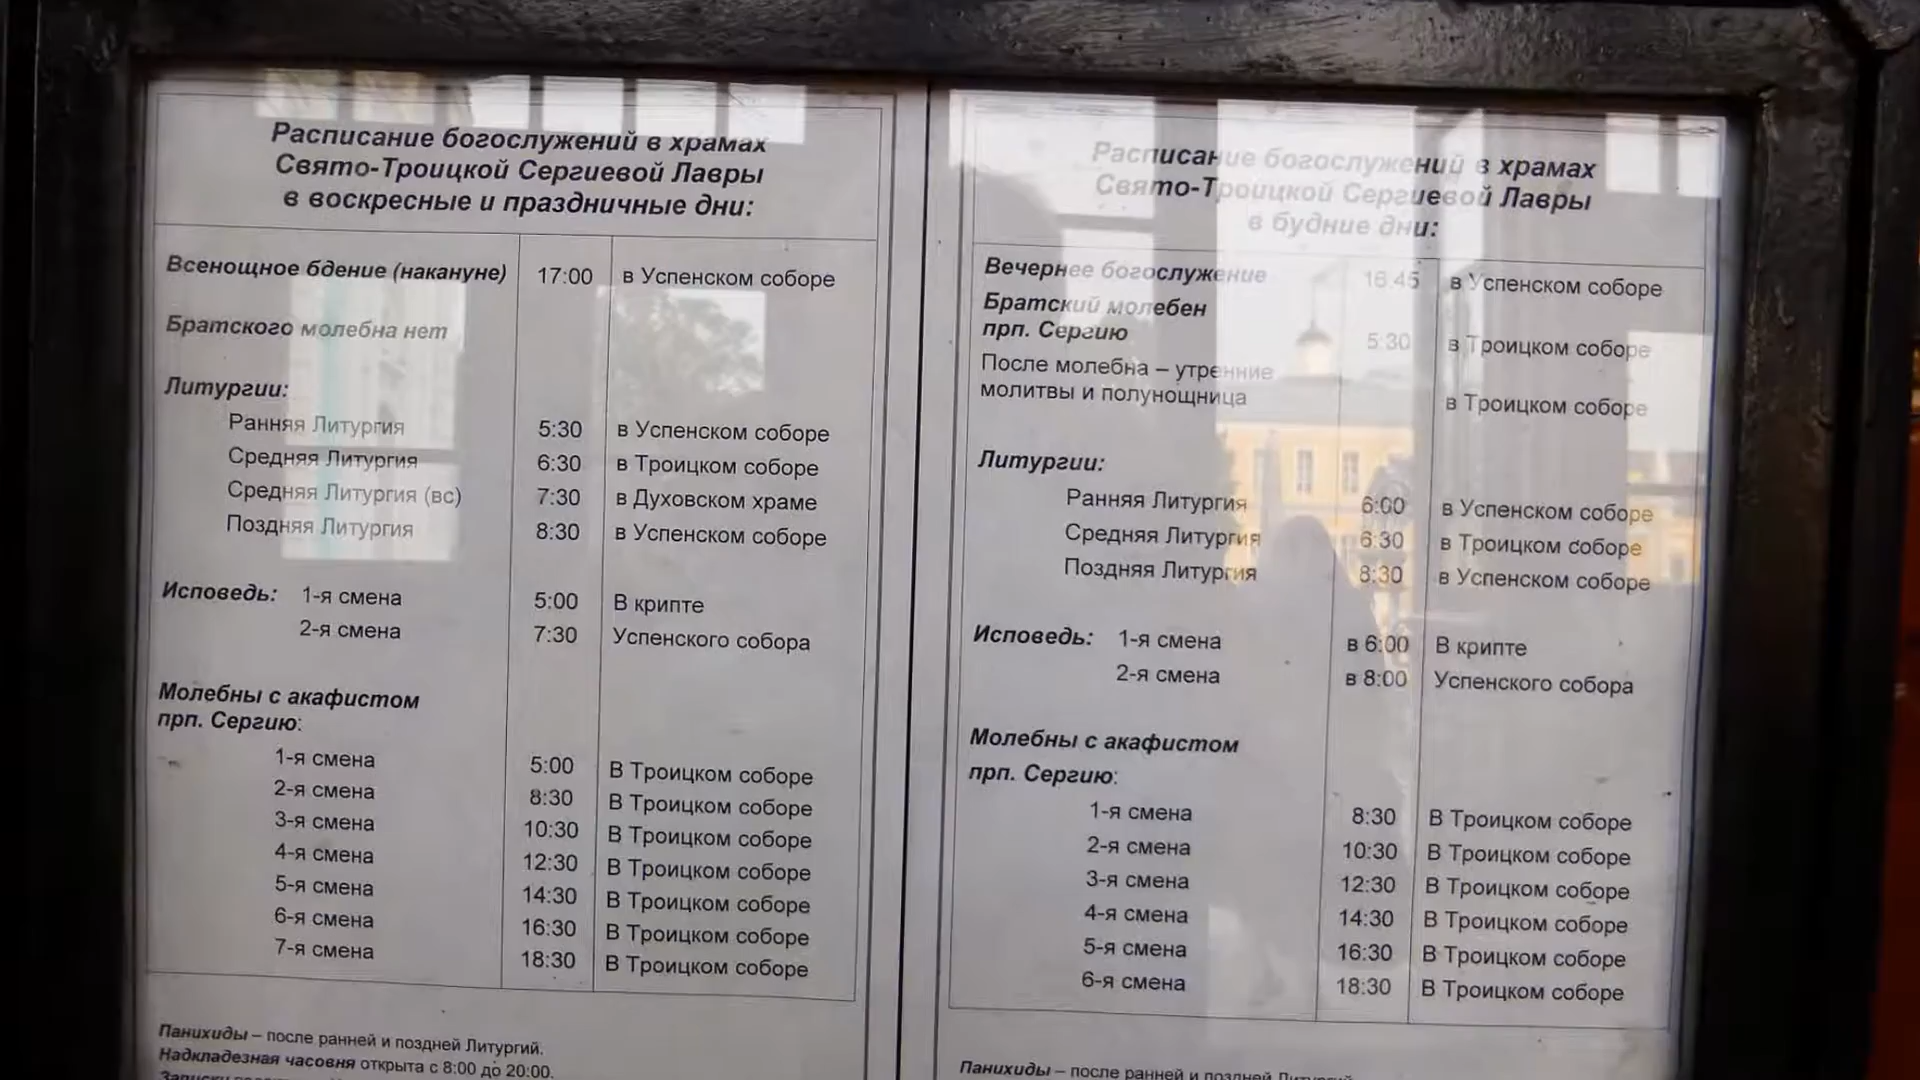 Расписание богослужений в храмах
Свято-Троицкой Сергиевой Лавры
в воскресные и праздничные дни:
Всенощное бдение (накануне) 17:00 в Успенском соборе
Братского молебна нет
Литургии:
Ранняя Литургия 5:30 в Успенском соборе
Средняя Литургия 6:30 в Троицком соборе
Средняя Литургия (вс) 7:30 в Духовском храме
Поздняя Литургия 8:30 в Успенском соборе
Исповедь: 1-я смена 5:00 В крипте
2-я смена 7:30 Успенского собора
Молебны с акафистом
прп. Сергию:
1-я смена 5:00 В Троицком соборе
2-я смена 8:30 В Троицком соборе
3-я смена 10:30 В Троицком соборе
4-я смена 12:30 В Троицком соборе
5-я смена 14:30 В Троицком соборе
6-я смена 16:30 В Троицком соборе
7-я смена 18:30 В Троицком соборе
Панихиды – после ранней и поздней Литургий.
Надкладезная часовня открыта с 8:00 до 20:00.
Расписание богослужений в храмах
Свято-Троицкой Сергиевой Лавры
в будние дни:
Вечернее богослужение 16.45 в Успенском соборе
Братский молебен
прп. Сергию 5:30 в Троицком соборе
После молебна – утренние
молитвы и полунощница в Троицком соборе
Литургии:
Ранняя Литургия 6:00 в Успенском соборе
Средняя Литургия 6:30 в Троицком соборе
Поздняя Литургия 8:30 в Успенском соборе
Исповедь: 1-я смена в 6:00 В крипте
2-я смена в 8:00 Успенского собора
Молебны с акафистом
прп. Сергию:
1-я смена 8:30 В Троицком соборе
2-я смена 10:30 В Троицком соборе
3-я смена 12:30 В Троицком соборе
4-я смена 14:30 В Троицком соборе
5-я смена 16:30 В Троицком соборе
6-я смена 18:30 В Троицком соборе
Панихиды – после ранней и поздней Литургий.